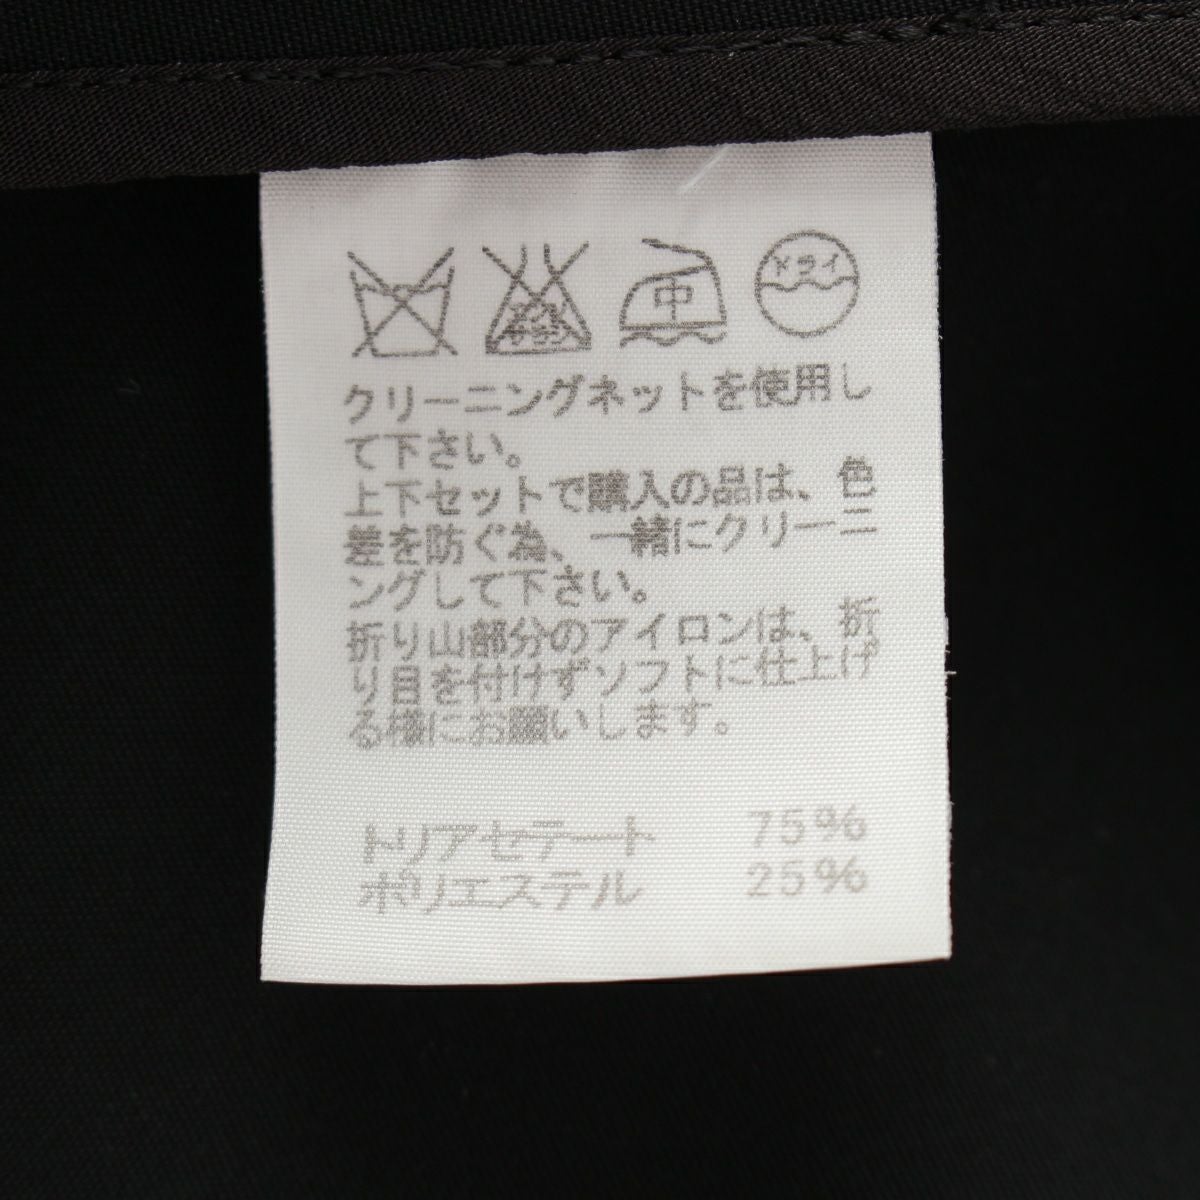 中
ドライ
クリーニングネットを使用し
て下さい。
上下セットで購入の品は、色
差を防ぐ為、一緒にクリーニ
ングして下さい。
折り山部分のアイロンは、折
り目を付けずソフトに仕上げ
る様にお願いします。
トリアセテート 75%
ポリエステル 25%